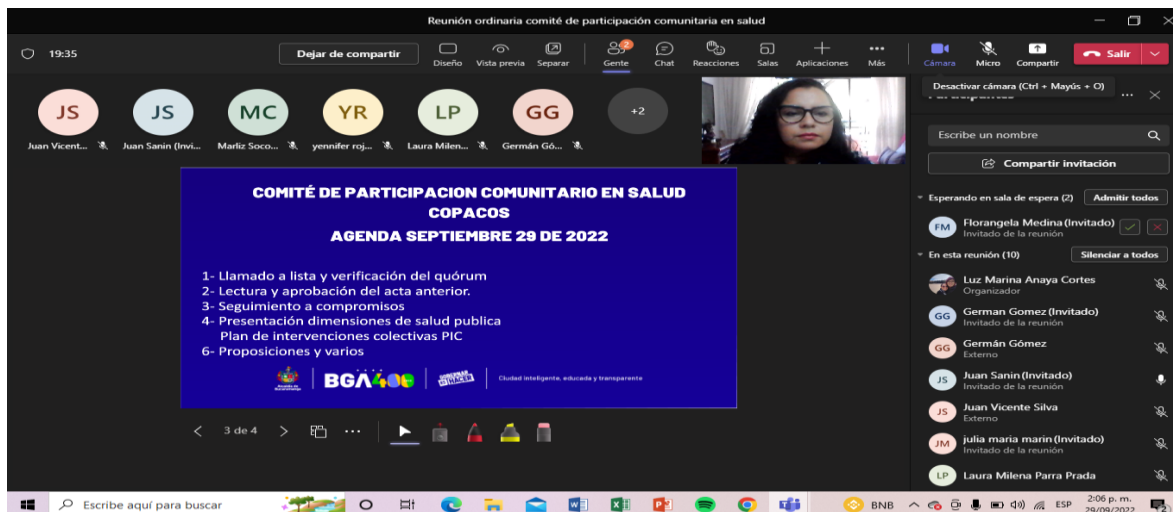 Reunión ordinaria comité de participación comunitaria en salud
19:35
Dejar de compartir
Diseño
Vista previa
Separar
2
Gente
Chat
Reacciones
Salas
Aplicaciones
Más
Cámara
Micro
Compartir
Salir
Desactivar cámara (Ctrl + Mayús + O)
JS
JS
MC
YR
LP
GG
+2
Juan Vicent...
Juan Sanin (Invi...
Marliz Soco...
yennifer roj...
Laura Milen...
Germán Gó...
COMITÉ DE PARTICIPACION COMUNITARIO EN SALUD
COPACOS
AGENDA SEPTIEMBRE 29 DE 2022
1- Llamado a lista y verificación del quórum
2- Lectura y aprobación del acta anterior.
3- Seguimiento a compromisos
4- Presentación dimensiones de salud publica
Plan de intervenciones colectivas PIC
6- Proposiciones y varios
BGA400
Ciudad inteligente, educada y transparente
3 de 4
Escribe un nombre
Compartir invitación
Esperando en sala de espera (2)
Admitir todos
FM
Florangela Medina (Invitado)
Invitado de la reunión
En esta reunión (10)
Silenciar a todos
Luz Marina Anaya Cortes
Organizador
GG
German Gomez (Invitado)
Invitado de la reunión
GG
Germán Gómez
Externo
JS
Juan Sanin (Invitado)
Invitado de la reunión
JS
Juan Vicente Silva
Externo
JM
julia maria marin (Invitado)
Invitado de la reunión
LP
Laura Milena Parra Prada
Escribe aquí para buscar
BNB
ESP
2:06 p. m.
29/09/2022